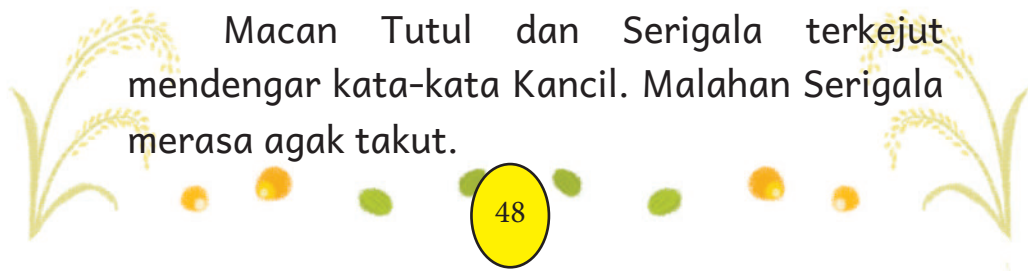 Macan Tutul dan Serigala terkejut
mendengar kata-kata Kancil. Malahan Serigala
merasa agak takut.
48